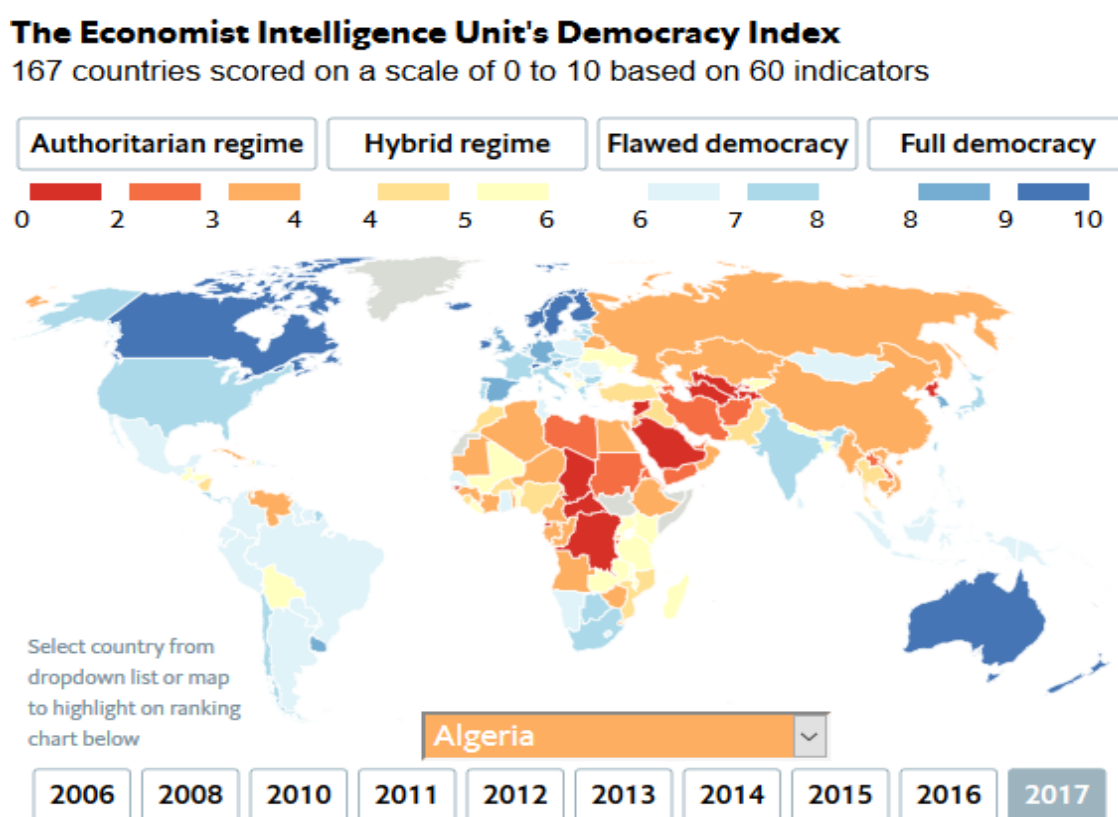 The Economist Intelligence Unit's Democracy Index
167 countries scored on a scale of 0 to 10 based on 60 indicators
Authoritarian regime Hybrid regime Flawed democracy Full democracy
0 2 3 4 4 5 6 6 7 8 8 9 10
Select country from
dropdown list or map
to highlight on ranking
chart below
Algeria
2006 2008 2010 2011 2012 2013 2014 2015 2016 2017